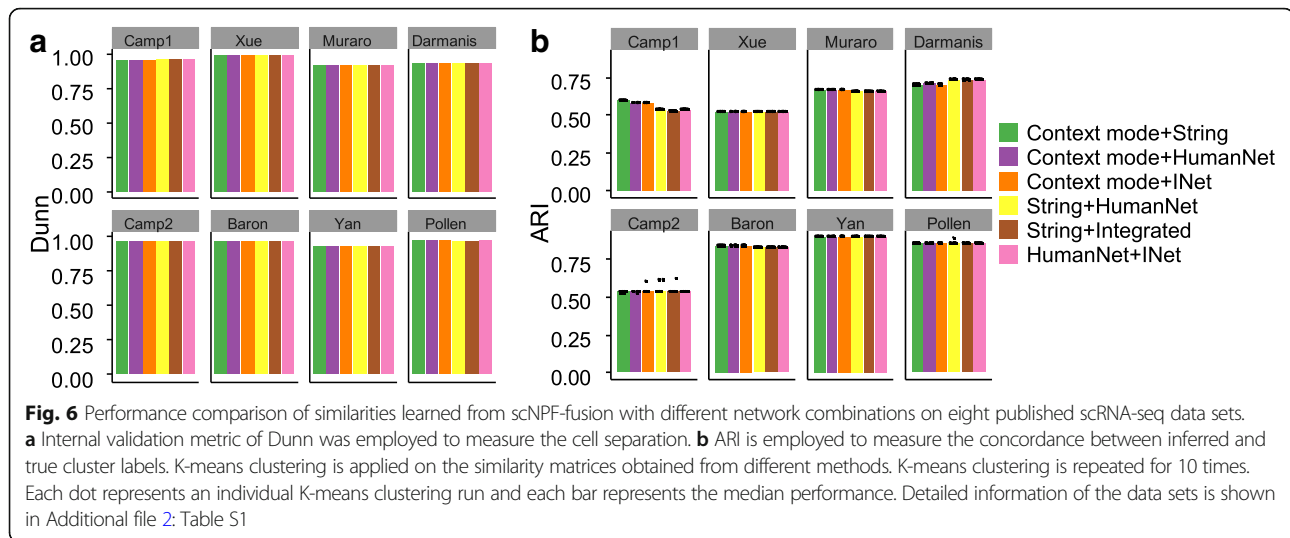 a
Camp1 Xue Muraro Darmanis
1.00
0.75
0.50
0.25
0.00
Camp2 Baron Yan Pollen
1.00
0.75
0.50
0.25
0.00
Dunn
b
Camp1 Xue Muraro Darmanis
0.75
0.50
0.25
0.00
Camp2 Baron Yan Pollen
0.75
0.50
0.25
0.00
ARI
Context mode+String
Context mode+HumanNet
Context mode+INet
String+HumanNet
String+Integrated
HumanNet+INet
Fig. 6 Performance comparison of similarities learned from scNPF-fusion with different network combinations on eight published scRNA-seq data sets.
a Internal validation metric of Dunn was employed to measure the cell separation. b ARI is employed to measure the concordance between inferred and
true cluster labels. K-means clustering is applied on the similarity matrices obtained from different methods. K-means clustering is repeated for 10 times.
Each dot represents an individual K-means clustering run and each bar represents the median performance. Detailed information of the data sets is shown
in Additional file 2: Table S1